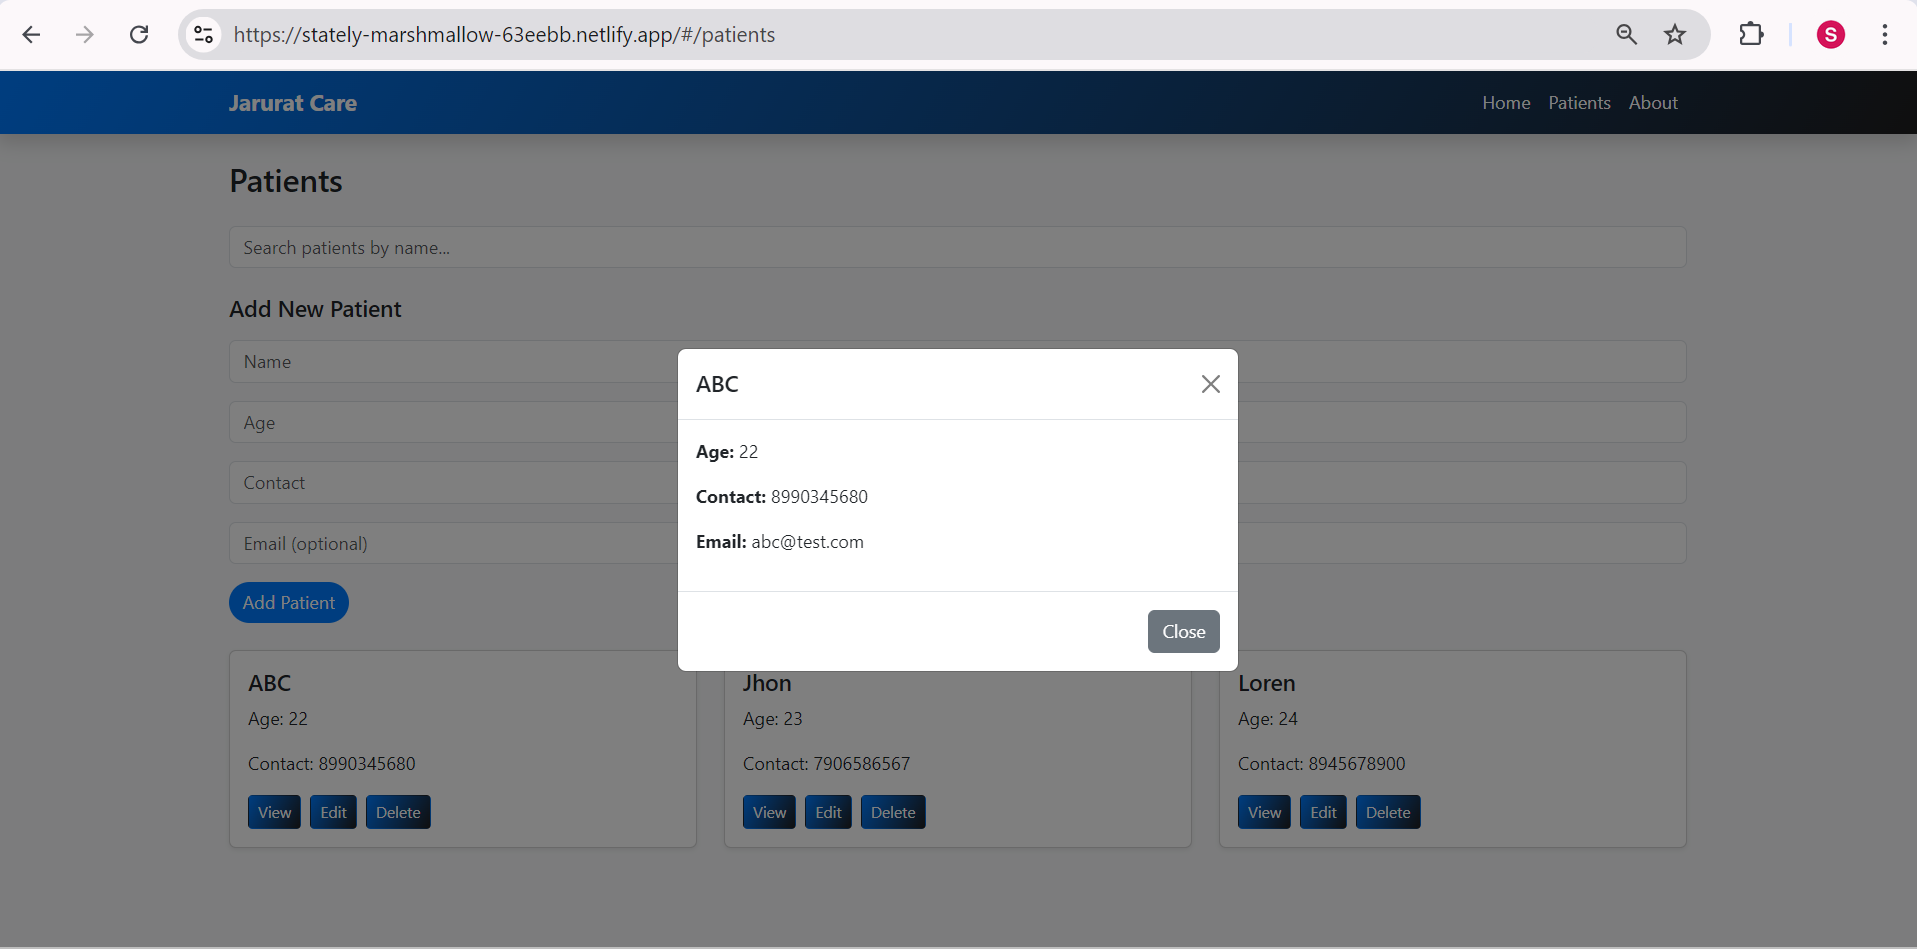 https://stately-marshmallow-63eebb.netlify.app/#/patients
S
Jarurat Care
Home Patients About
Patients
Search patients by name...
Add New Patient
Name
Age
Contact
Email (optional)
Add Patient
ABC
Age: 22
Contact: 8990345680
Email: abc@test.com
Close
ABC
Age: 22
Contact: 8990345680
View Edit Delete
Jhon
Age: 23
Contact: 7906586567
View Edit Delete
Loren
Age: 24
Contact: 8945678900
View Edit Delete